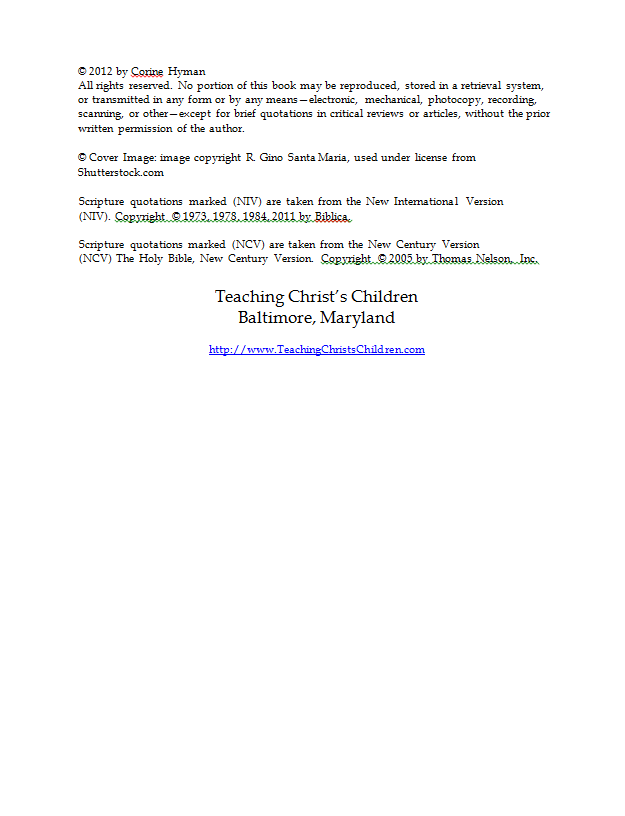 © 2012 by Corine Hyman
All rights reserved. No portion of this book may be reproduced, stored in a retrieval system,
or transmitted in any form or by any means—electronic, mechanical, photocopy, recording,
scanning, or other—except for brief quotations in critical reviews or articles, without the prior
written permission of the author.
© Cover Image: image copyright R. Gino Santa Maria, used under license from
Shutterstock.com
Scripture quotations marked (NIV) are taken from the New International Version
(NIV). Copyright © 1973, 1978, 1984, 2011 by Biblica.
Scripture quotations marked (NCV) are taken from the New Century Version
(NCV) The Holy Bible, New Century Version. Copyright © 2005 by Thomas Nelson, Inc.
Teaching Christ's Children
Baltimore, Maryland
http://www.TeachingChristsChildren.com